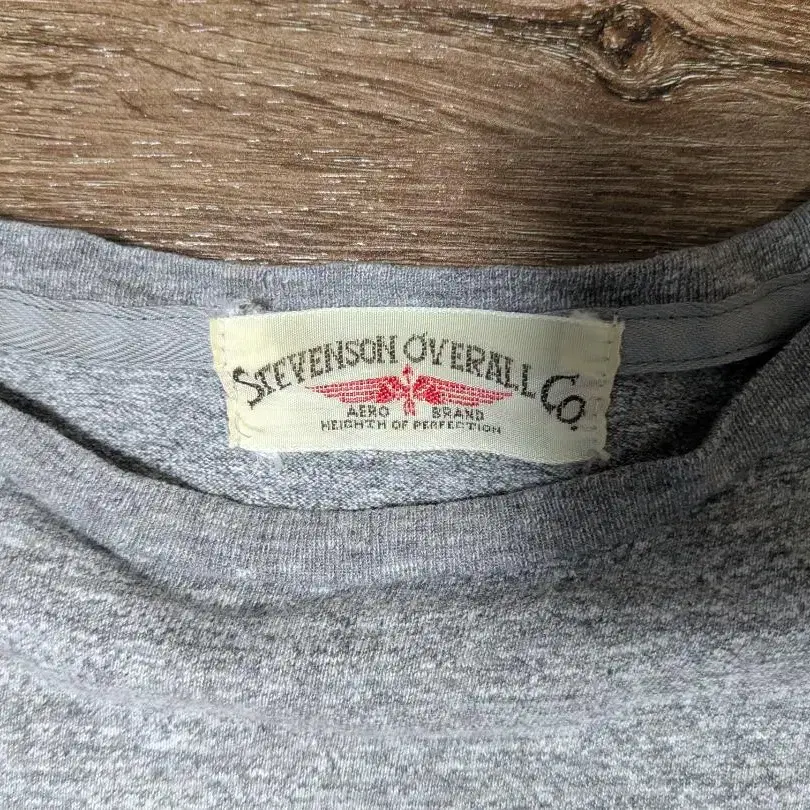 STEVENSON OVERALL CO.
AERO BRAND
HEIGHTH OF PERFECTION